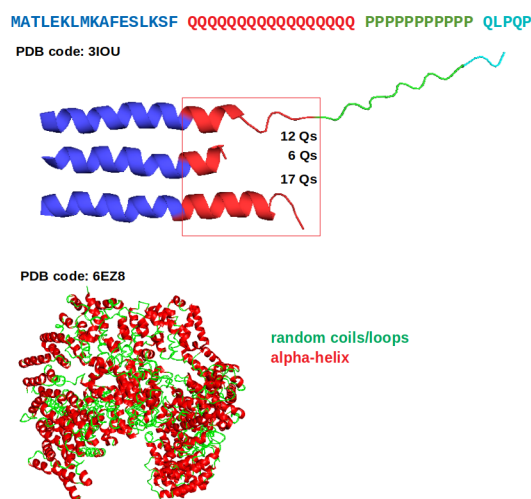 MATLEKLMKAFESLKSF QQQQQQQQQQQQQQQQQ PPPPPPPPPPP QLPQP
PDB code: 3IOU
12 Qs
6 Qs
17 Qs
PDB code: 6EZ8
random coils/loops
alpha-helix